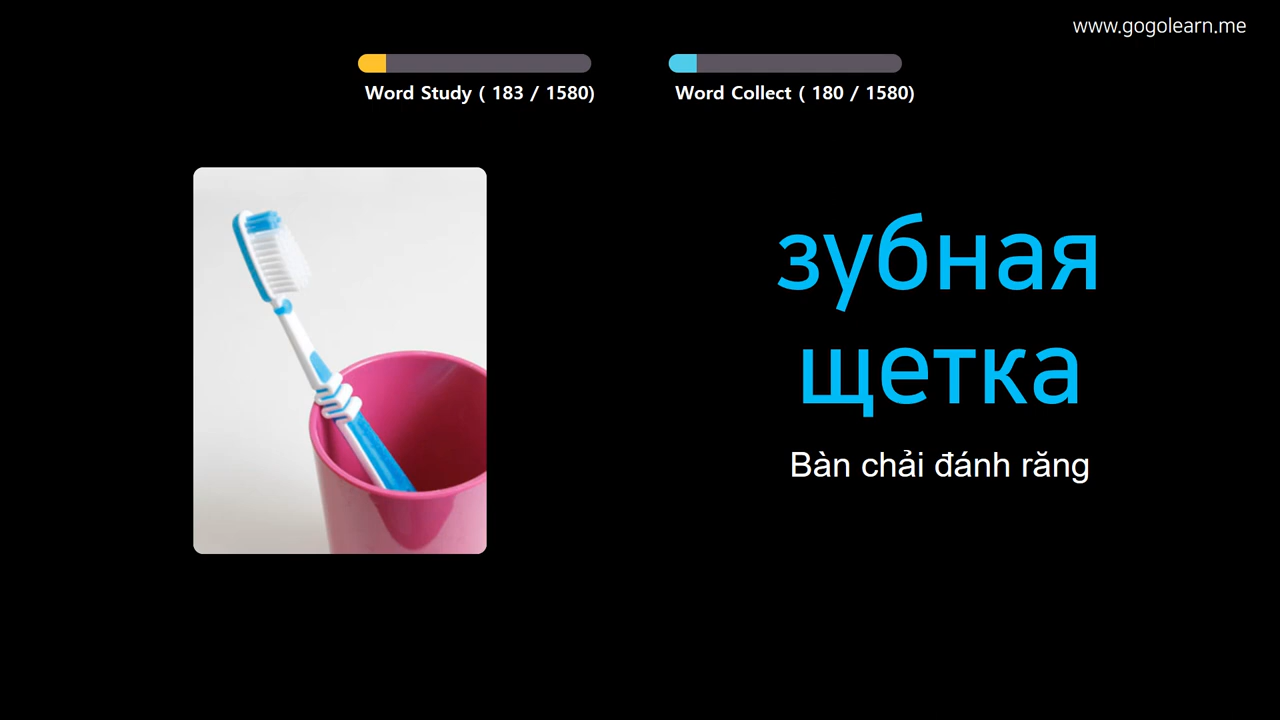 www.gogolearn.me
Word Study ( 183 / 1580)
Word Collect ( 180 / 1580)
зубная
щетка
Bàn chải đánh răng